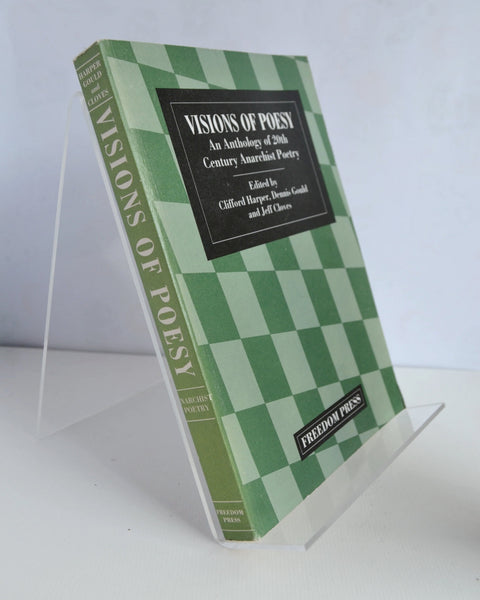 VISIONS OF POESY
An Anthology of 20th
Century Anarchist Poetry
Edited by
Clifford Harper, Dennis Gould
and Jeff Cloves
FREEDOM PRESS
HARPER
GOULD
and
CLOVES
VISIONS OF POESY
ANARCHIST
POETRY
FREEDOM
PRESS